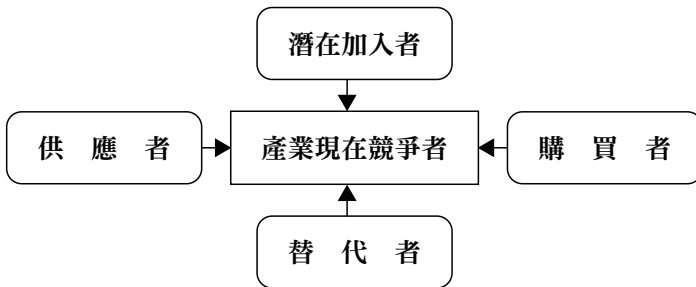 潛在加入者
供　應　者
產業現在競爭者
購　買　者
替　代　者